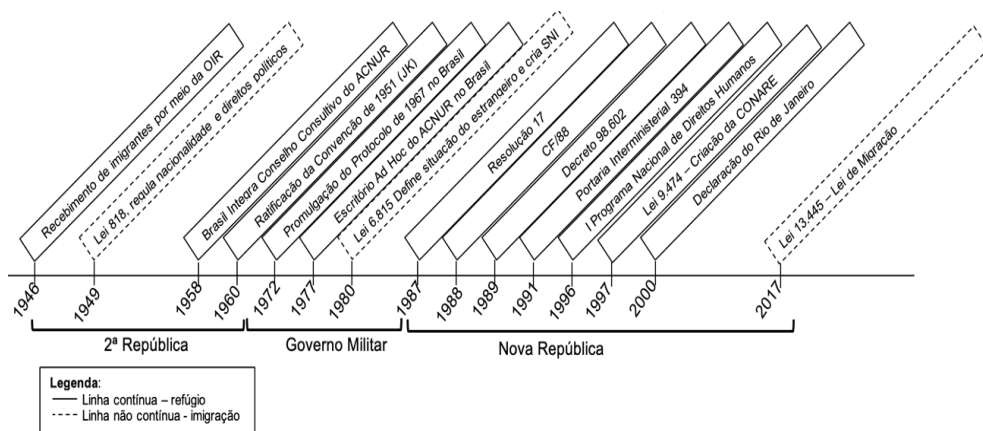 Recebimento de imigrantes por meio da OIR
Lei 818, regula nacionalidade e direitos políticos
Brasil Integra Conselho Consultivo do ACNUR
Ratificação da Convenção de 1951 (JK)
Promulgação do Protocolo de 1967 no Brasil
Escritório Ad Hoc do ACNUR no Brasil
Lei 6.815 Define situação do estrangeiro e cria SNI
Resolução 17
CF/88
Decreto 98.602
Portaria Interministerial 394
I Programa Nacional de Direitos Humanos
Lei 9.474 – Criação da CONARE
Declaração do Rio de Janeiro
Lei 13.445 – Lei de Migração
1946
1949
1958
1960
1972
1977
1980
1987
1988
1989
1991
1996
1997
2000
2017
2ª República
Governo Militar
Nova República
Legenda:
Linha contínua – refúgio
Linha não contínua - imigração